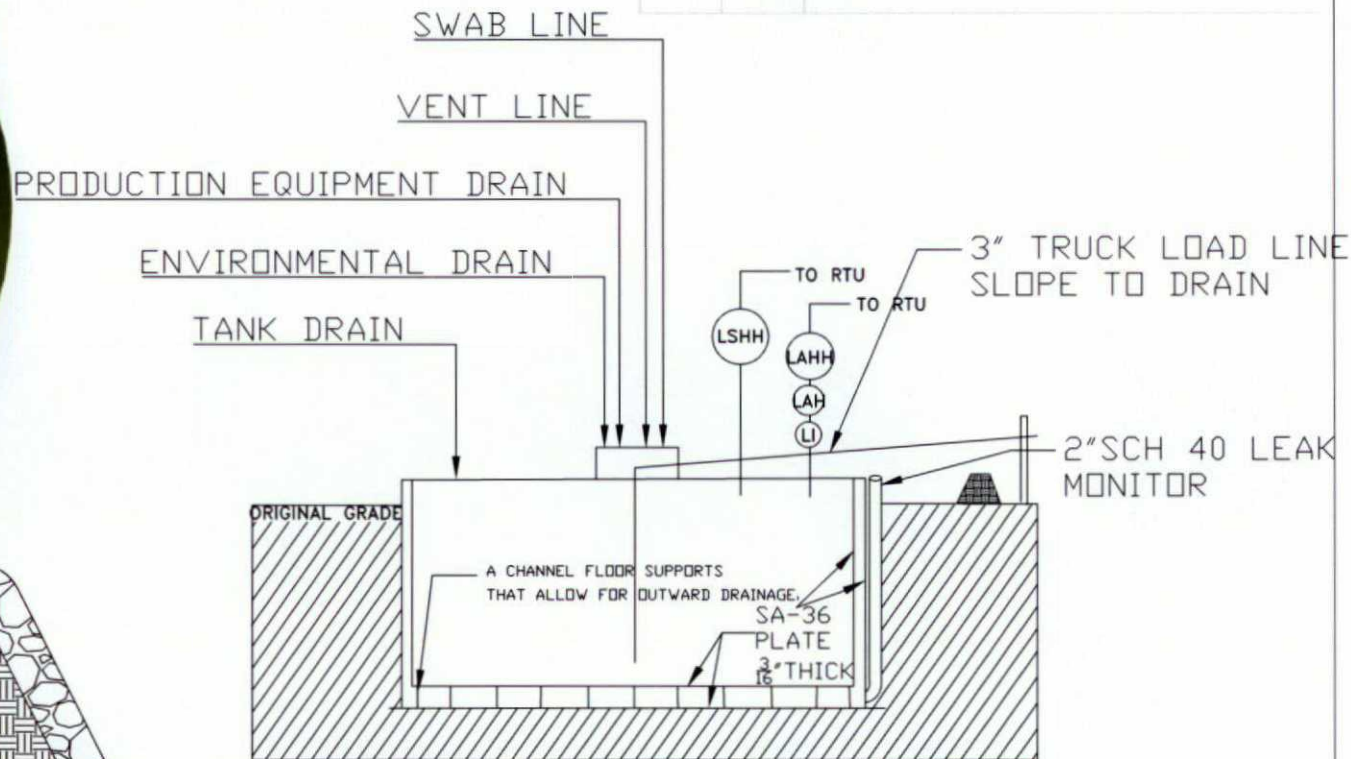 SWAB LINE
VENT LINE
PRODUCTION EQUIPMENT DRAIN
ENVIRONMENTAL DRAIN
TANK DRAIN
TO RTU
TO RTU
LSHH
LAHH
LAH
LI
3" TRUCK LOAD LINE
SLOPE TO DRAIN
2"SCH 40 LEAK
MONITOR
ORIGINAL GRADE
A CHANNEL FLOOR SUPPORTS
THAT ALLOW FOR OUTWARD DRAINAGE.
SA-36
PLATE
3/16"THICK